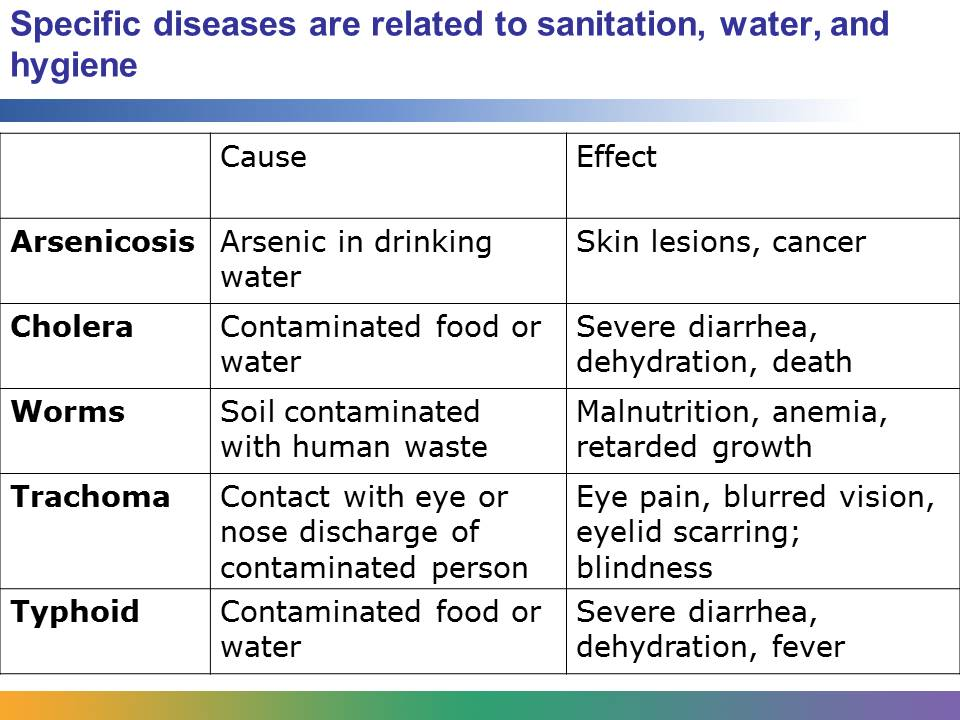 Specific diseases are related to sanitation, water, and
hygiene
Cause
Effect
Arsenicosis
Arsenic in drinking
water
Skin lesions, cancer
Cholera
Contaminated food or
water
Severe diarrhea,
dehydration, death
Worms
Soil contaminated
with human waste
Malnutrition, anemia,
retarded growth
Trachoma
Contact with eye or
nose discharge of
contaminated person
Eye pain, blurred vision,
eyelid scarring;
blindness
Typhoid
Contaminated food or
water
Severe diarrhea,
dehydration, fever